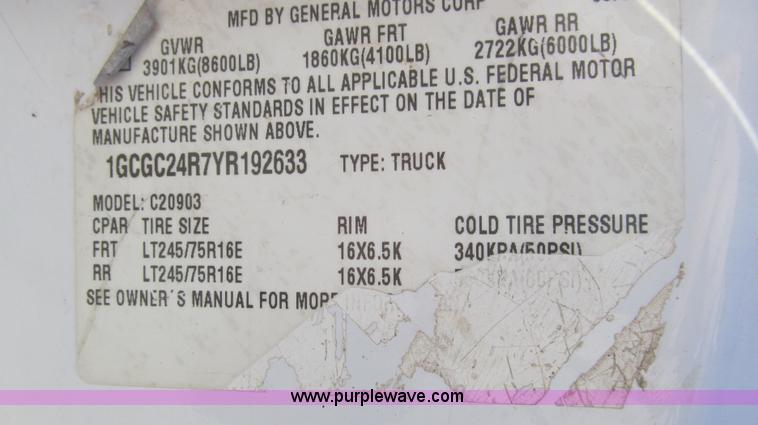 MFD BY GENERAL MOTORS CORP
GVWR GAWR FRT GAWR RR
3901KG(8600LB) 1860KG(4100LB) 2722KG(6000LB)
THIS VEHICLE CONFORMS TO ALL APPLICABLE U.S. FEDERAL MOTOR
VEHICLE SAFETY STANDARDS IN EFFECT ON THE DATE OF
MANUFACTURE SHOWN ABOVE.
1GCGC24R7YR192633 TYPE: TRUCK
MODEL: C20903
CPAR TIRE SIZE RIM COLD TIRE PRESSURE
FRT LT245/75R16E 16X6.5K 340KPA(50PSI)
RR LT245/75R16E 16X6.5K
SEE OWNER'S MANUAL FOR MORE
www.purplewave.com